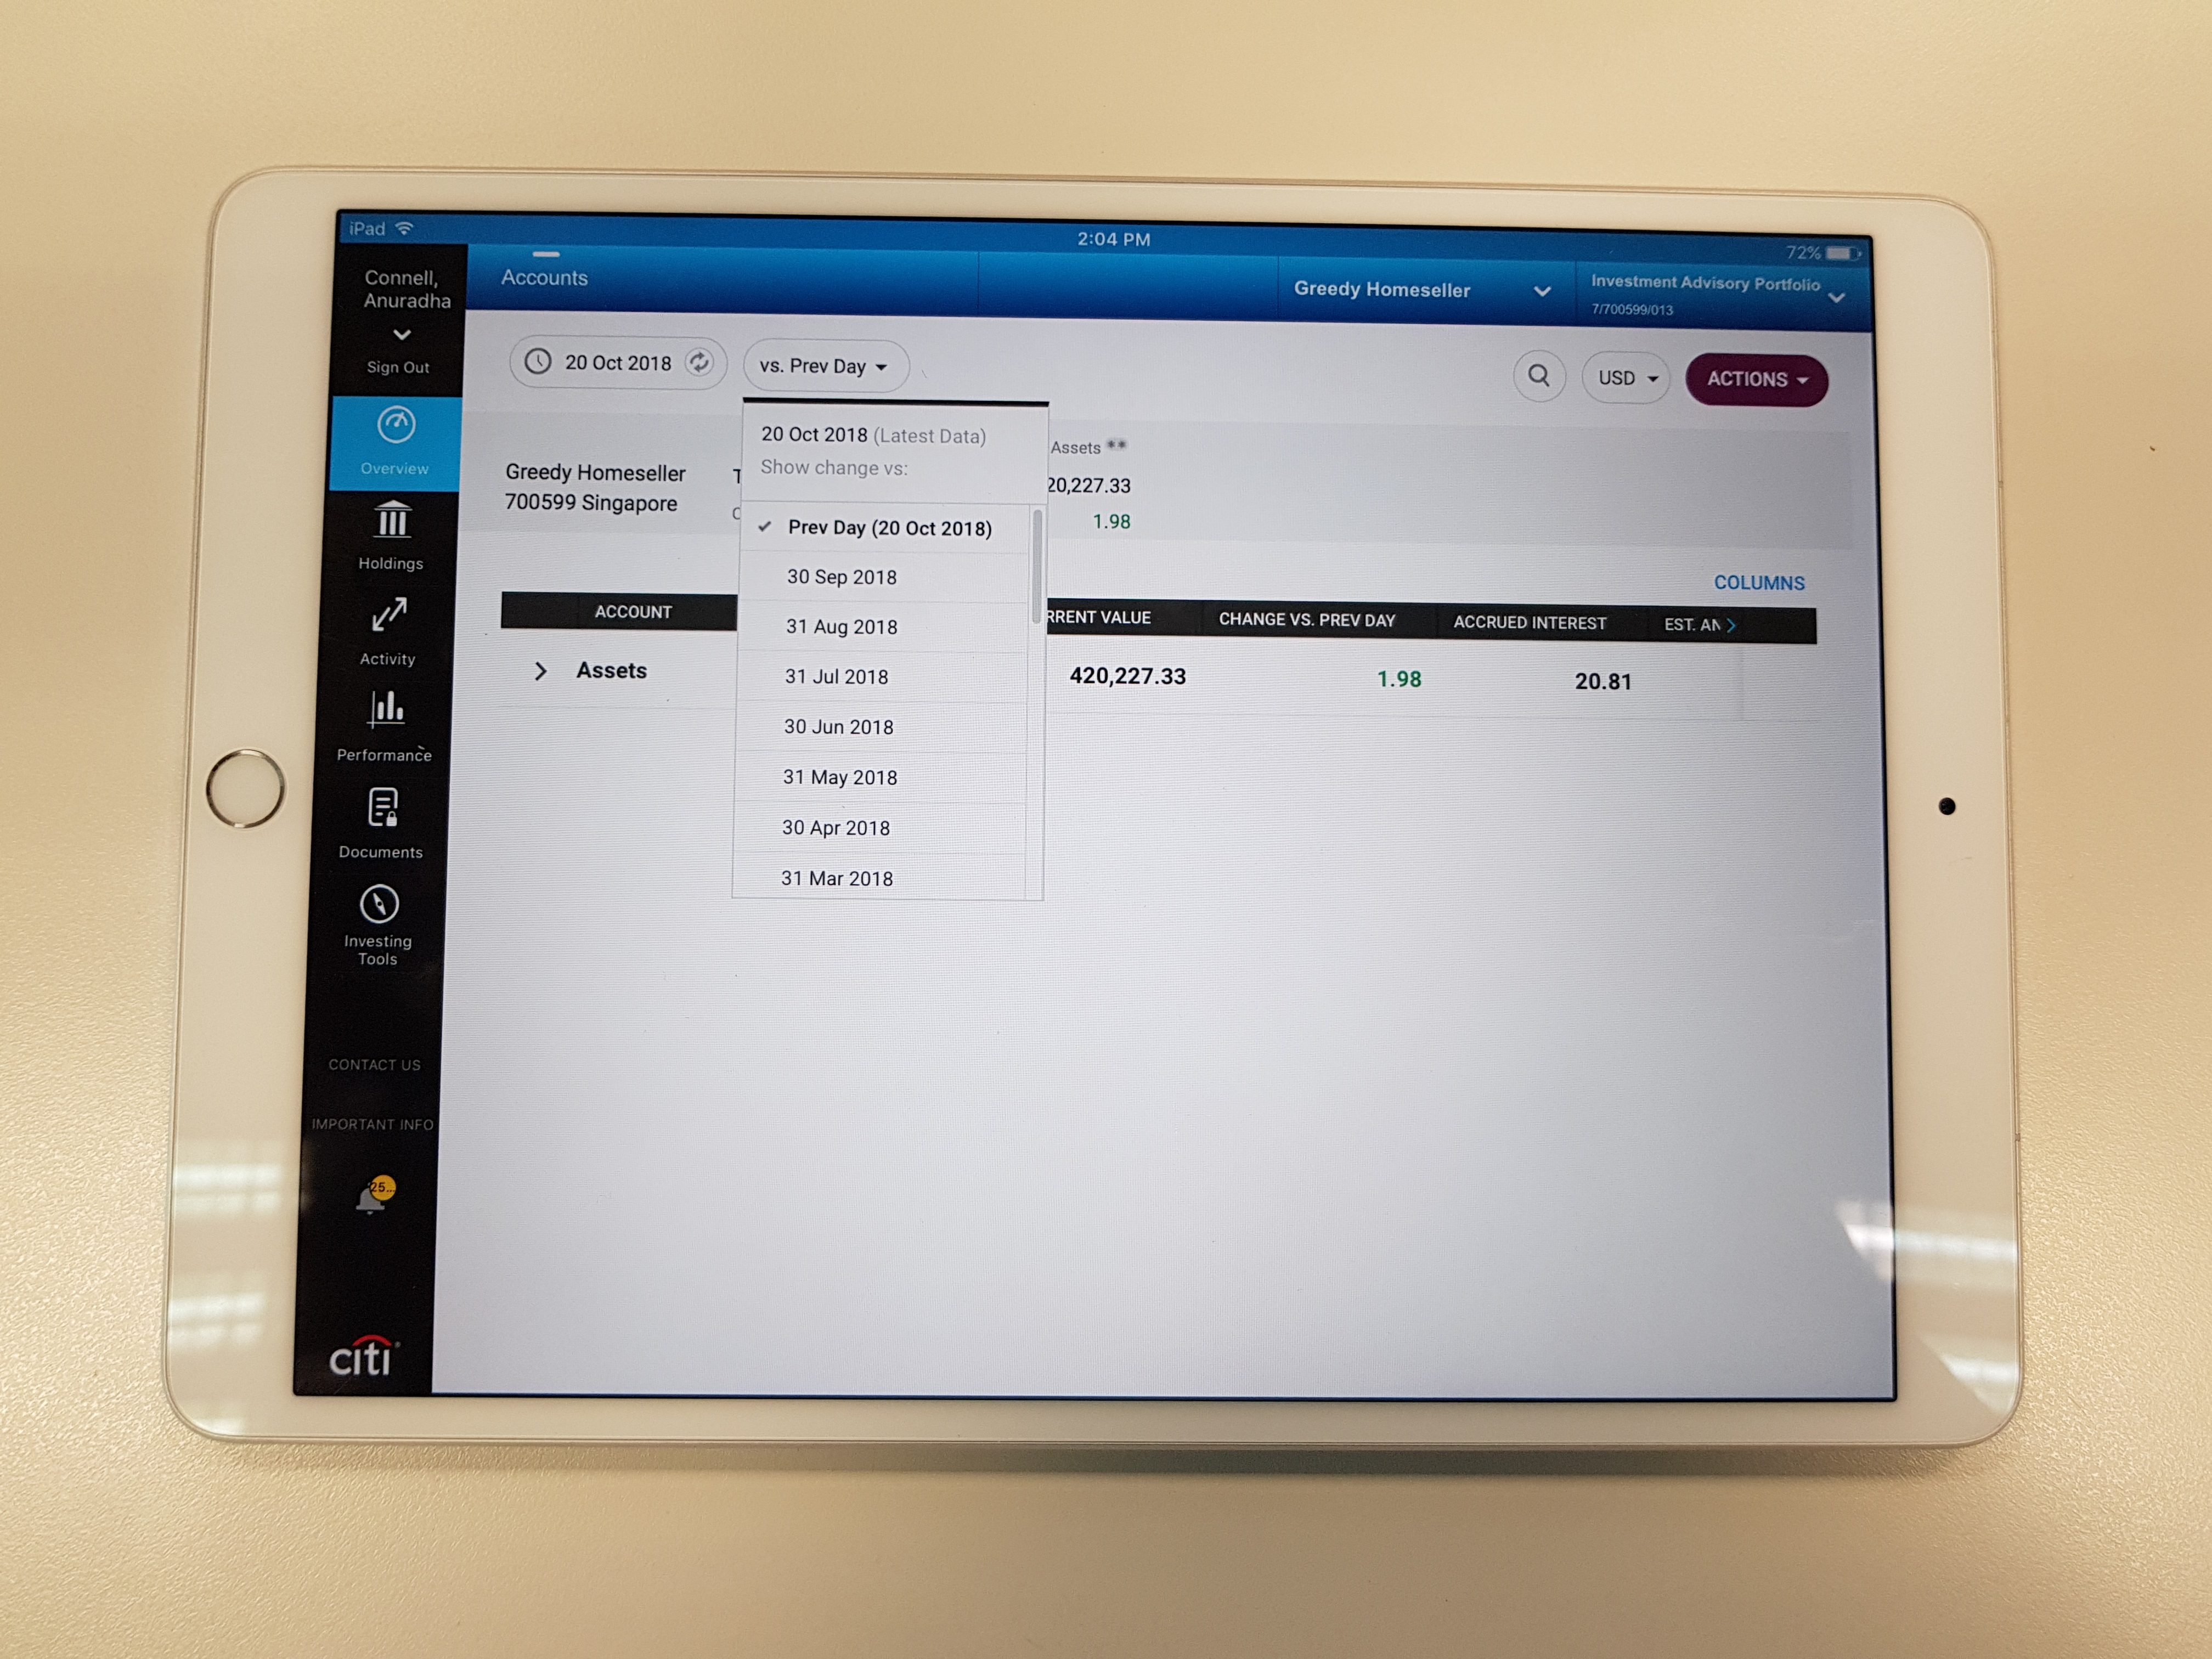 iPad
2:04 PM
72%
Connell,
Anuradha
Sign Out
Overview
Holdings
Activity
Performance
Documents
Investing
Tools
CONTACT US
IMPORTANT INFO
25...
citi
Accounts
Greedy Homeseller
Investment Advisory Portfolio
7/700599/013
20 Oct 2018
vs. Prev Day
USD
ACTIONS
20 Oct 2018 (Latest Data)
Show change vs:
Prev Day (20 Oct 2018)
30 Sep 2018
31 Aug 2018
31 Jul 2018
30 Jun 2018
31 May 2018
30 Apr 2018
31 Mar 2018
Greedy Homeseller
700599 Singapore
Assets **
20,227.33
1.98
COLUMNS
ACCOUNT
RRENT VALUE
CHANGE VS. PREV DAY
ACCRUED INTEREST
EST. AN
Assets
420,227.33
1.98
20.81